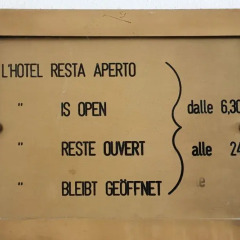 L'HOTEL RESTA APERTO
" IS OPEN dalle 6,30
" RESTE OUVERT alle 24
" BLEIBT GEÖFFNET e